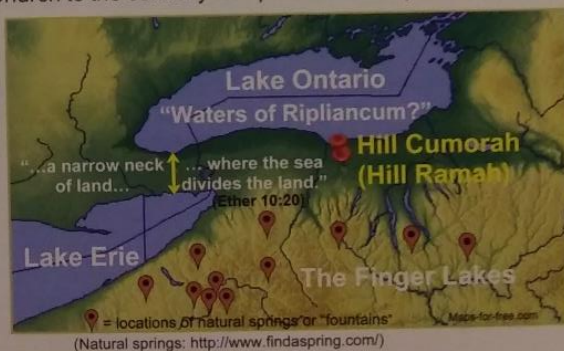 Lake Ontario
"Waters of Ripliancum?"
Hill Cumorah
(Hill Ramah)
"...a narrow neck
of land...
... where the sea
divides the land."
(Ether 10:20)
Lake Erie
The Finger Lakes
= locations of natural springs or "fountains"
Maps-for-free.com
(Natural springs: http://www.findaspring.com/)